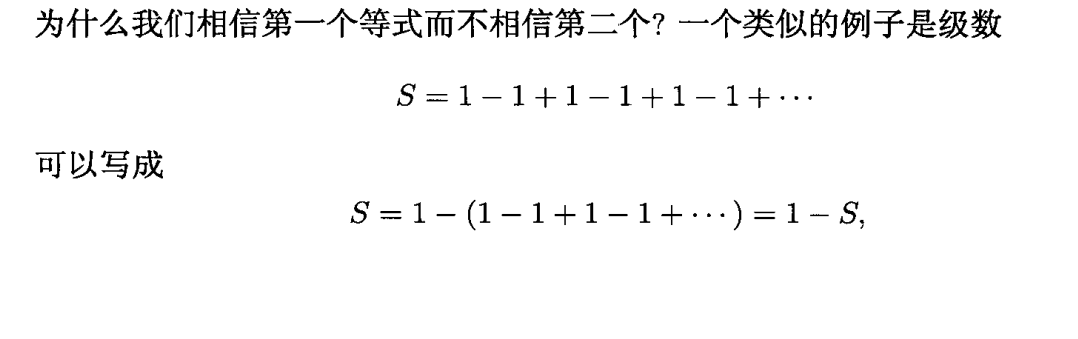 为什么我们相信第一个等式而不相信第二个？一个类似的例子是级数
S = 1 − 1 + 1 − 1 + 1 − 1 + ···
可以写成
S = 1 − (1 − 1 + 1 − 1 + ···) = 1 − S,